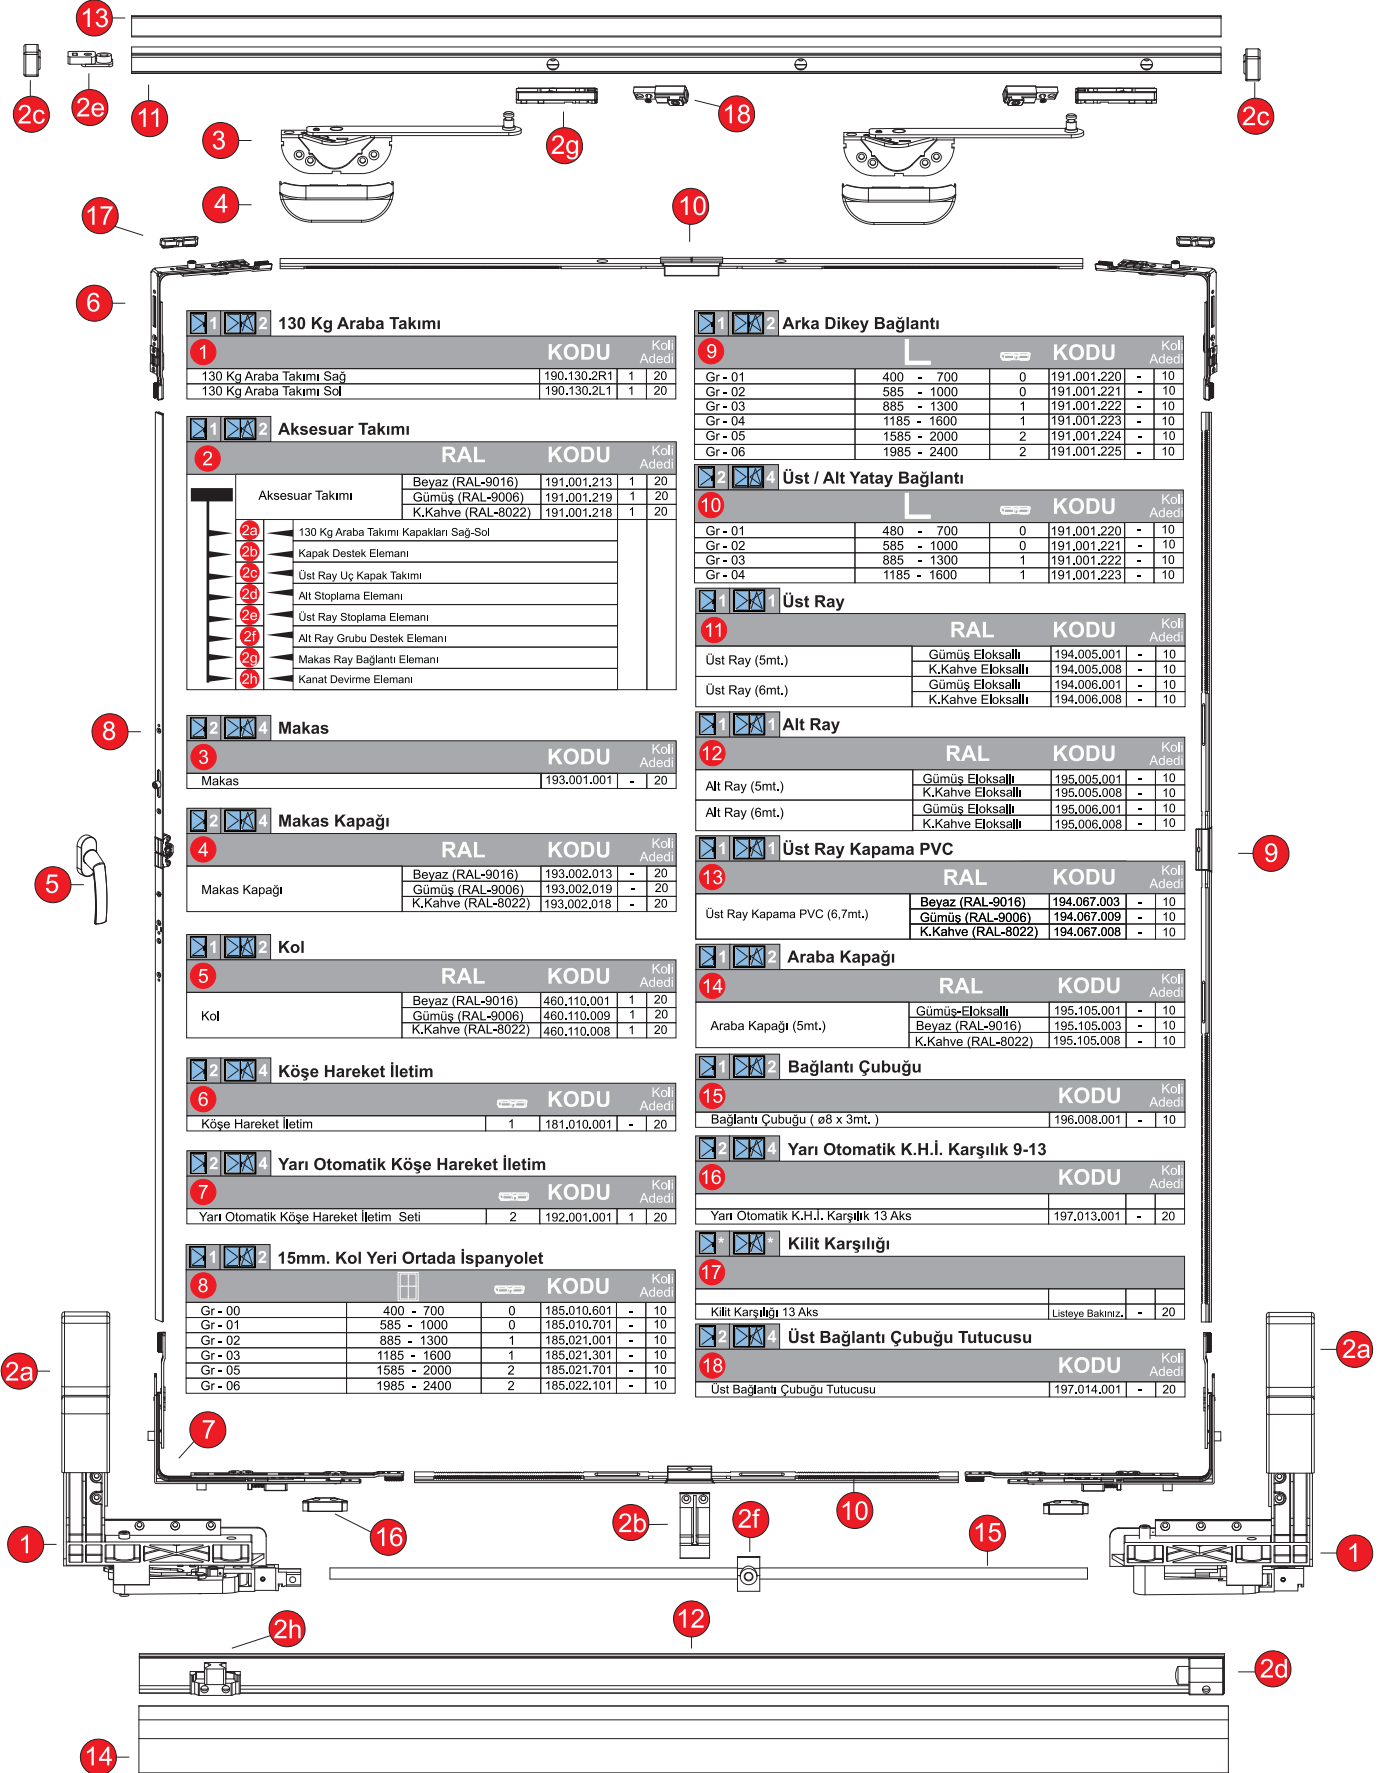 13
2c
2e
11
2g
18
2c
3
4
17
10
6
1 2 130 Kg Araba Takımı
1 KODU Koli Adedi
130 Kg Araba Takımı Sağ 190.130.2R1 1 20
130 Kg Araba Takımı Sol 190.130.2L1 1 20
1 2 Aksesuar Takımı
2 RAL KODU Koli Adedi
Aksesuar Takımı
Beyaz (RAL-9016) 191.001.213 1 20
Gümüş (RAL-9006) 191.001.219 1 20
K.Kahve (RAL-8022) 191.001.218 1 20
2a 130 Kg Araba Takımı Kapakları Sağ-Sol
2b Kapak Destek Elemanı
2c Üst Ray Uç Kapak Takımı
2d Alt Stoplama Elemanı
2e Üst Ray Stoplama Elemanı
2f Alt Ray Grubu Destek Elemanı
2g Makas Ray Bağlantı Elemanı
2h Kanat Devirme Elemanı
2 4 Makas
3 KODU Koli Adedi
Makas 193.001.001 - 20
2 4 Makas Kapağı
4 RAL KODU Koli Adedi
Makas Kapağı
Beyaz (RAL-9016) 193.002.013 - 20
Gümüş (RAL-9006) 193.002.019 - 20
K.Kahve (RAL-8022) 193.002.018 - 20
1 2 Kol
5 RAL KODU Koli Adedi
Kol
Beyaz (RAL-9016) 460.110.001 1 20
Gümüş (RAL-9006) 460.110.009 1 20
K.Kahve (RAL-8022) 460.110.008 1 20
2 4 Köşe Hareket İletim
6 KODU Koli Adedi
Köşe Hareket İletim 1 181.010.001 - 20
2 4 Yarı Otomatik Köşe Hareket İletim
7 KODU Koli Adedi
Yarı Otomatik Köşe Hareket İletim Seti 2 192.001.001 1 20
1 2 15mm. Kol Yeri Ortada İspanyolet
8 KODU Koli Adedi
Gr - 00 400 - 700 0 185.010.601 - 10
Gr - 01 585 - 1000 0 185.010.701 - 10
Gr - 02 885 - 1300 1 185.021.001 - 10
Gr - 03 1185 - 1600 1 185.021.301 - 10
Gr - 05 1585 - 2000 2 185.021.701 - 10
Gr - 06 1985 - 2400 2 185.022.101 - 10
1 2 Arka Dikey Bağlantı
9 L KODU Koli Adedi
Gr - 01 400 - 700 0 191.001.220 - 10
Gr - 02 585 - 1000 0 191.001.221 - 10
Gr - 03 885 - 1300 1 191.001.222 - 10
Gr - 04 1185 - 1600 1 191.001.223 - 10
Gr - 05 1585 - 2000 2 191.001.224 - 10
Gr - 06 1985 - 2400 2 191.001.225 - 10
2 4 Üst / Alt Yatay Bağlantı
10 L KODU Koli Adedi
Gr - 01 480 - 700 0 191.001.220 - 10
Gr - 02 585 - 1000 0 191.001.221 - 10
Gr - 03 885 - 1300 1 191.001.222 - 10
Gr - 04 1185 - 1600 1 191.001.223 - 10
1 1 Üst Ray
11 RAL KODU Koli Adedi
Üst Ray (5mt.)
Gümüş Eloksallı 194.005.001 - 10
K.Kahve Eloksallı 194.005.008 - 10
Üst Ray (6mt.)
Gümüş Eloksallı 194.006.001 - 10
K.Kahve Eloksallı 194.006.008 - 10
1 1 Alt Ray
12 RAL KODU Koli Adedi
Alt Ray (5mt.)
Gümüş Eloksallı 195.005.001 - 10
K.Kahve Eloksallı 195.005.008 - 10
Alt Ray (6mt.)
Gümüş Eloksallı 195.006.001 - 10
K.Kahve Eloksallı 195.006.008 - 10
1 1 Üst Ray Kapama PVC
13 RAL KODU Koli Adedi
Üst Ray Kapama PVC (6,7mt.)
Beyaz (RAL-9016) 194.067.003 - 10
Gümüş (RAL-9006) 194.067.009 - 10
K.Kahve (RAL-8022) 194.067.008 - 10
1 2 Araba Kapağı
14 RAL KODU Koli Adedi
Araba Kapağı (5mt.)
Gümüş-Eloksallı 195.105.001 - 10
Beyaz (RAL-9016) 195.105.003 - 10
K.Kahve (RAL-8022) 195.105.008 - 10
1 2 Bağlantı Çubuğu
15 KODU Koli Adedi
Bağlantı Çubuğu ( ø8 x 3mt. ) 196.008.001 - 10
2 4 Yarı Otomatik K.H.İ. Karşılık 9-13
16 KODU Koli Adedi
Yarı Otomatik K.H.İ. Karşılık 13 Aks 197.013.001 - 20
* * Kilit Karşılığı
17
Kilit Karşılığı 13 Aks Listeye Bakınız. - 20
2 4 Üst Bağlantı Çubuğu Tutucusu
18 KODU Koli Adedi
Üst Bağlantı Çubuğu Tutucusu 197.014.001 - 20
8
5
9
2a
2a
7
10
16
2b
2f
15
1
1
2h
12
2d
14